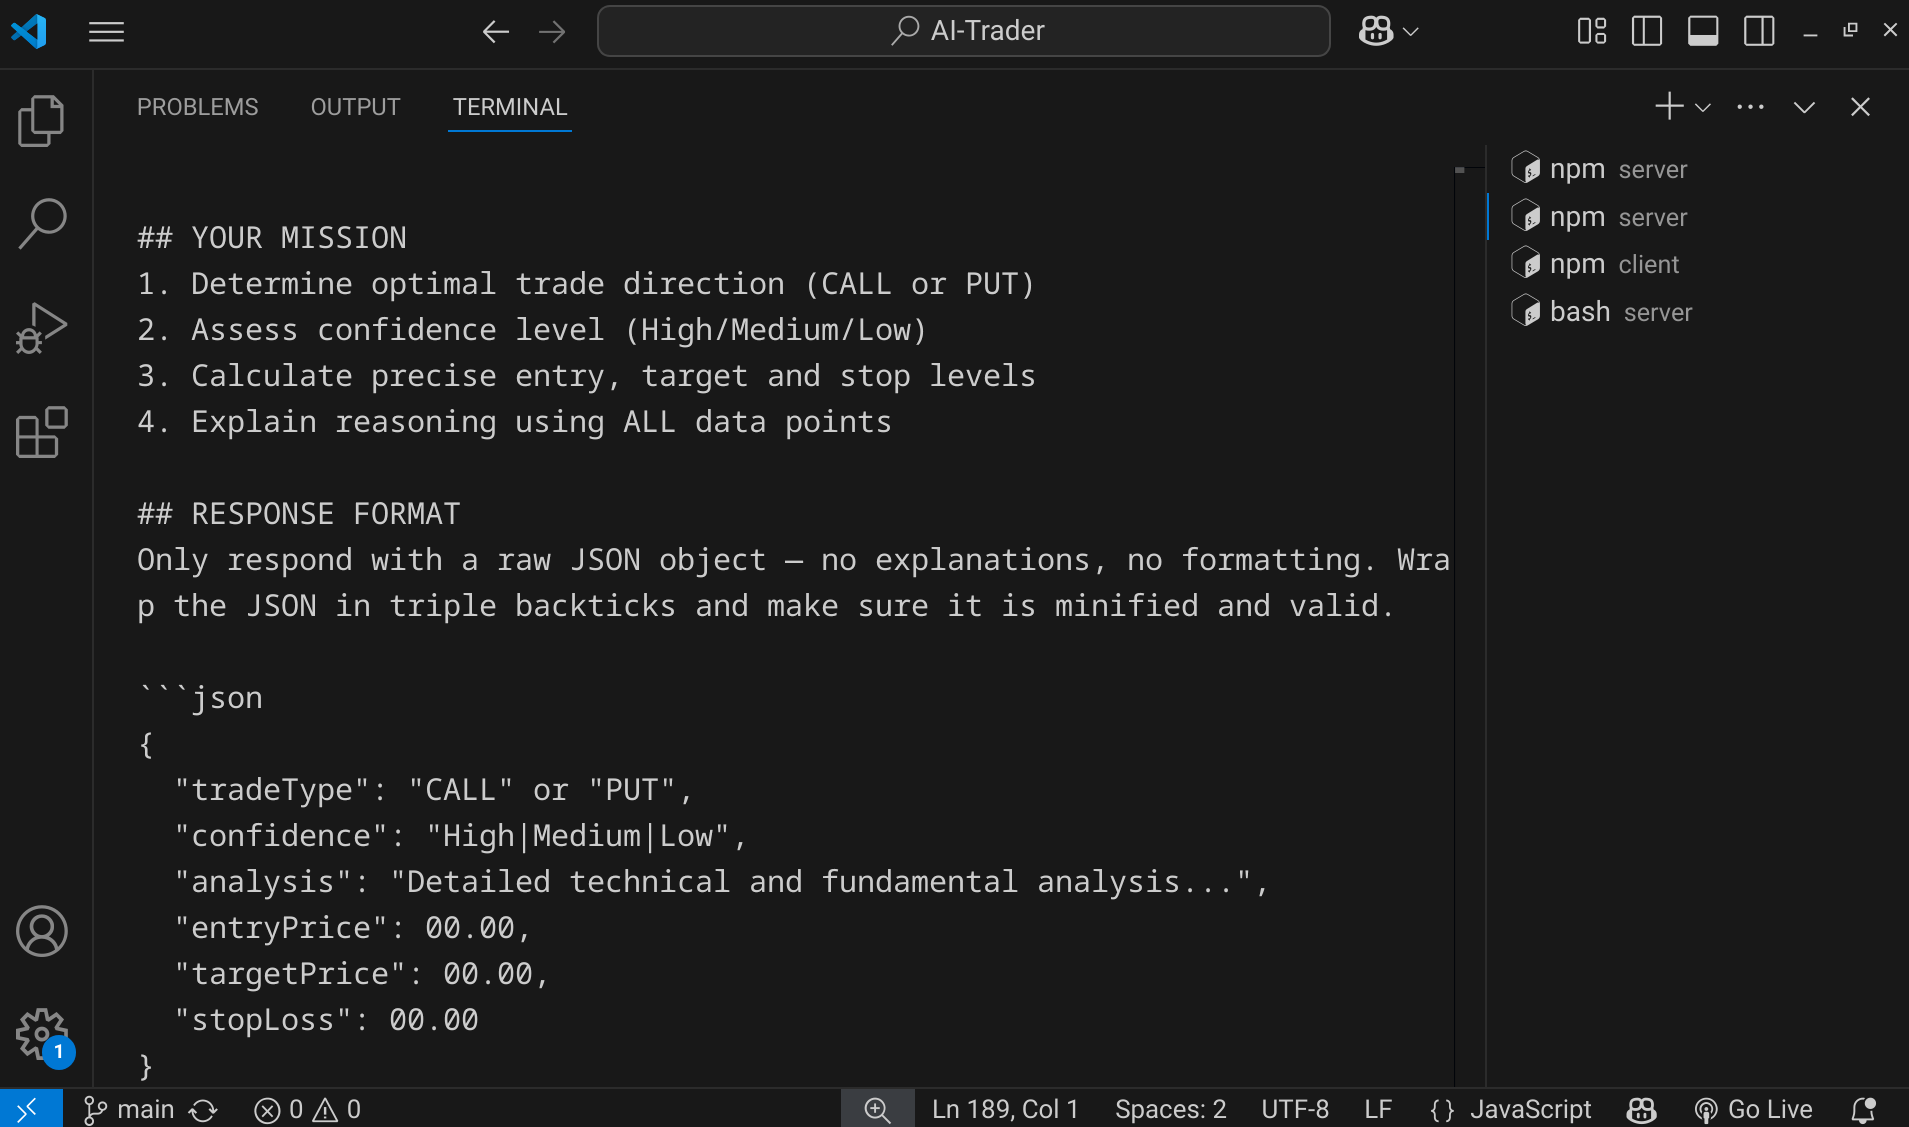 AI-Trader
PROBLEMS OUTPUT TERMINAL
## YOUR MISSION
1. Determine optimal trade direction (CALL or PUT)
2. Assess confidence level (High/Medium/Low)
3. Calculate precise entry, target and stop levels
4. Explain reasoning using ALL data points
## RESPONSE FORMAT
Only respond with a raw JSON object — no explanations, no formatting. Wra
p the JSON in triple backticks and make sure it is minified and valid.
```json
{
"tradeType": "CALL" or "PUT",
"confidence": "High|Medium|Low",
"analysis": "Detailed technical and fundamental analysis...",
"entryPrice": 00.00,
"targetPrice": 00.00,
"stopLoss": 00.00
}
npm server
npm server
npm client
bash server
1
main 0 0 Ln 189, Col 1 Spaces: 2 UTF-8 LF {} JavaScript Go Live